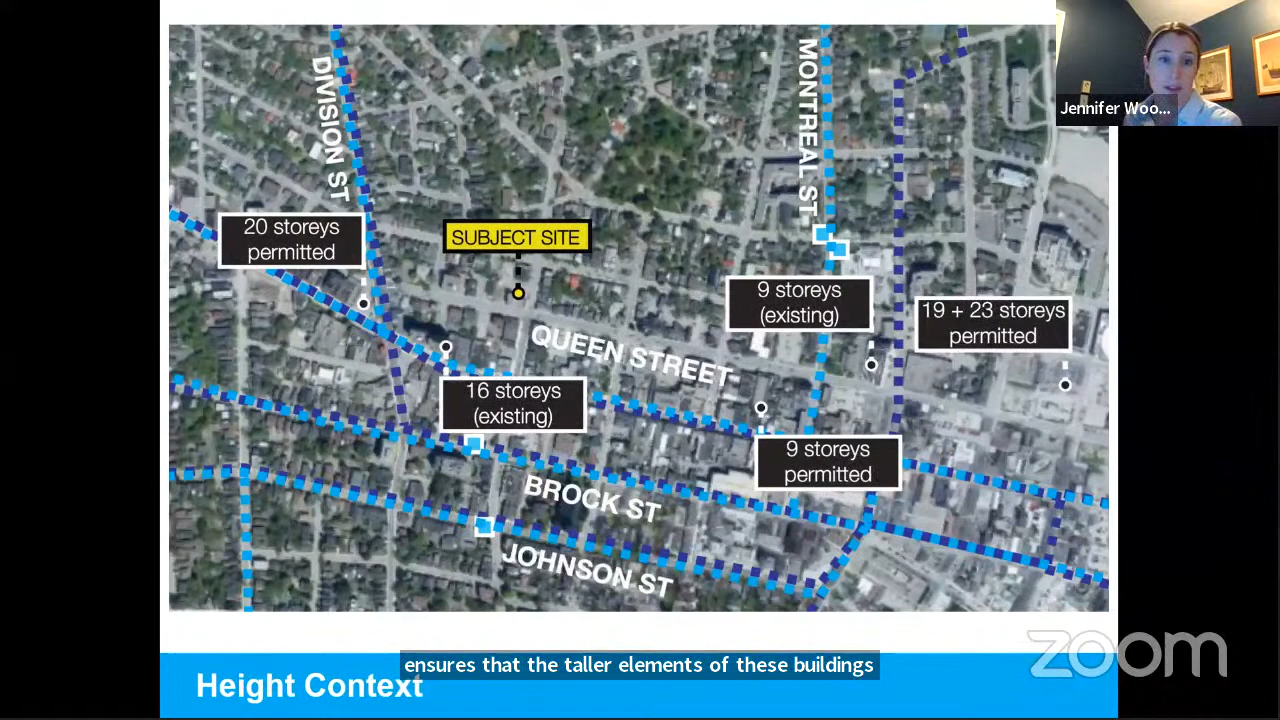 DIVISION ST
MONTREAL ST
Jennifer Woo...
20 storeys
permitted
SUBJECT SITE
9 storeys
(existing)
19 + 23 storeys
permitted
QUEEN STREET
16 storeys
(existing)
9 storeys
permitted
BROCK ST
JOHNSON ST
zoom
ensures that the taller elements of these buildings
Height Context